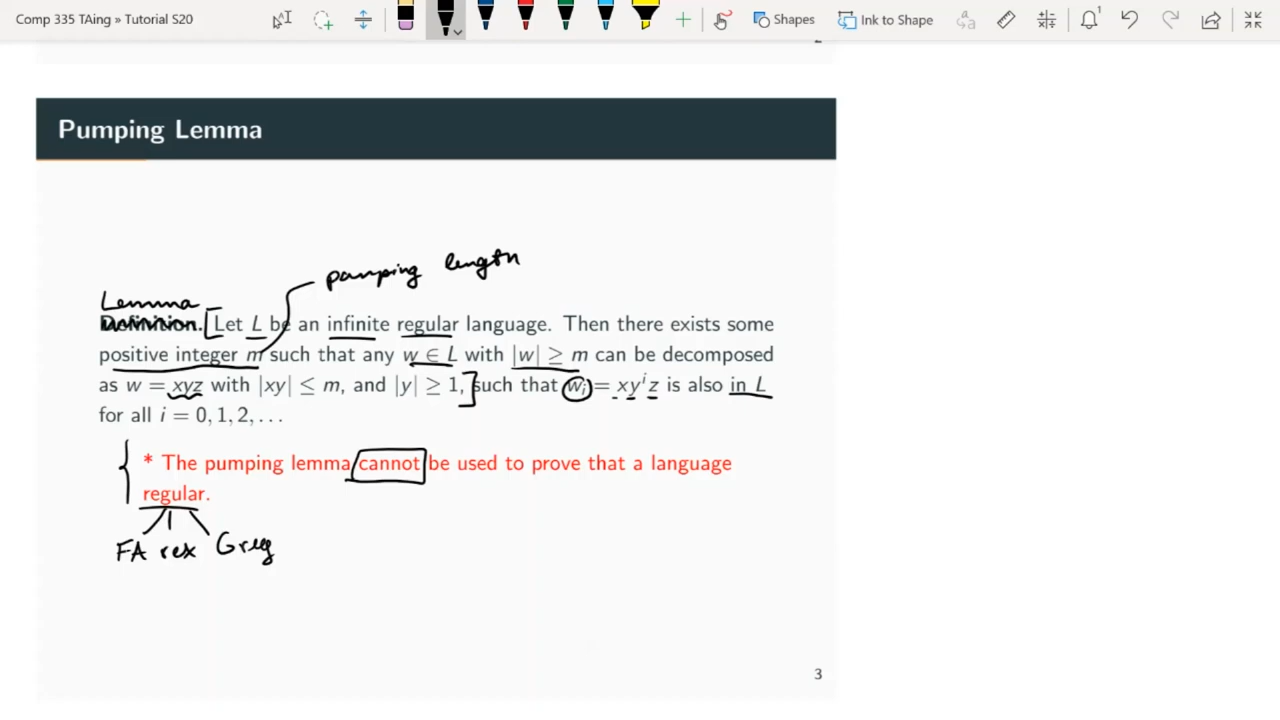 Comp 335 TAing » Tutorial S20
Shapes
Ink to Shape
2
Pumping Lemma
pumping length
Lemma
Definition. Let L be an infinite regular language. Then there exists some
positive integer m such that any w ∈ L with |w| ≥ m can be decomposed
as w = xyz with |xy| ≤ m, and |y| ≥ 1, such that wᵢ = xyⁱz is also in L
for all i = 0, 1, 2, . . .
* The pumping lemma cannot be used to prove that a language
regular.
FA rex Greg
3